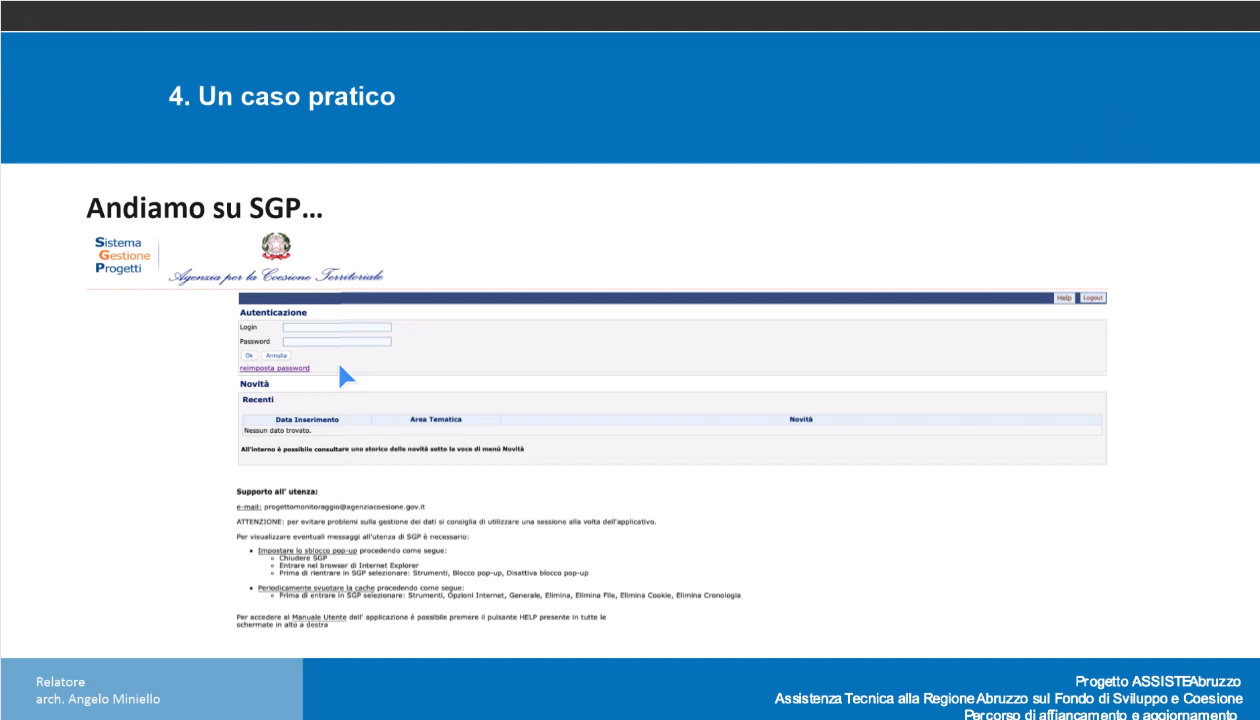 4. Un caso pratico
Andiamo su SGP...
Sistema
Gestione
Progetti
Agenzia per la Coesione Territoriale
Help Logout
Autenticazione
Login
Password
Ok Annulla
reimposta password
Novità
Recenti
Data Inserimento Area Tematica Novità
Nessun dato trovato.
All'interno è possibile consultare uno storico delle novità sotto la voce di menù Novità
Supporto all' utenza:
e-mail: progettomonitoraggio@agenziacoesione.gov.it
ATTENZIONE: per evitare problemi sulla gestione dei dati si consiglia di utilizzare una sessione alla volta dell'applicativo.
Per visualizzare eventuali messaggi all'utenza di SGP è necessario:
• Impostare lo sblocco pop-up procedendo come segue:
Chiudere SGP
Entrare nel browser di Internet Explorer
Prima di rientrare in SGP selezionare: Strumenti, Blocco pop-up, Disattiva blocco pop-up
• Periodicamente svuotare la cache procedendo come segue:
Prima di entrare in SGP selezionare: Strumenti, Opzioni Internet, Generale, Elimina, Elimina File, Elimina Cookie, Elimina Cronologia
Per accedere al Manuale Utente dell' applicazione è possibile premere il pulsante HELP presente in tutte le
schermate in alto a destra
Relatore
arch. Angelo Miniello
Progetto ASSISTEAbruzzo
Assistenza Tecnica alla Regione Abruzzo sul Fondo di Sviluppo e Coesione
Percorso di affiancamento e aggiornamento